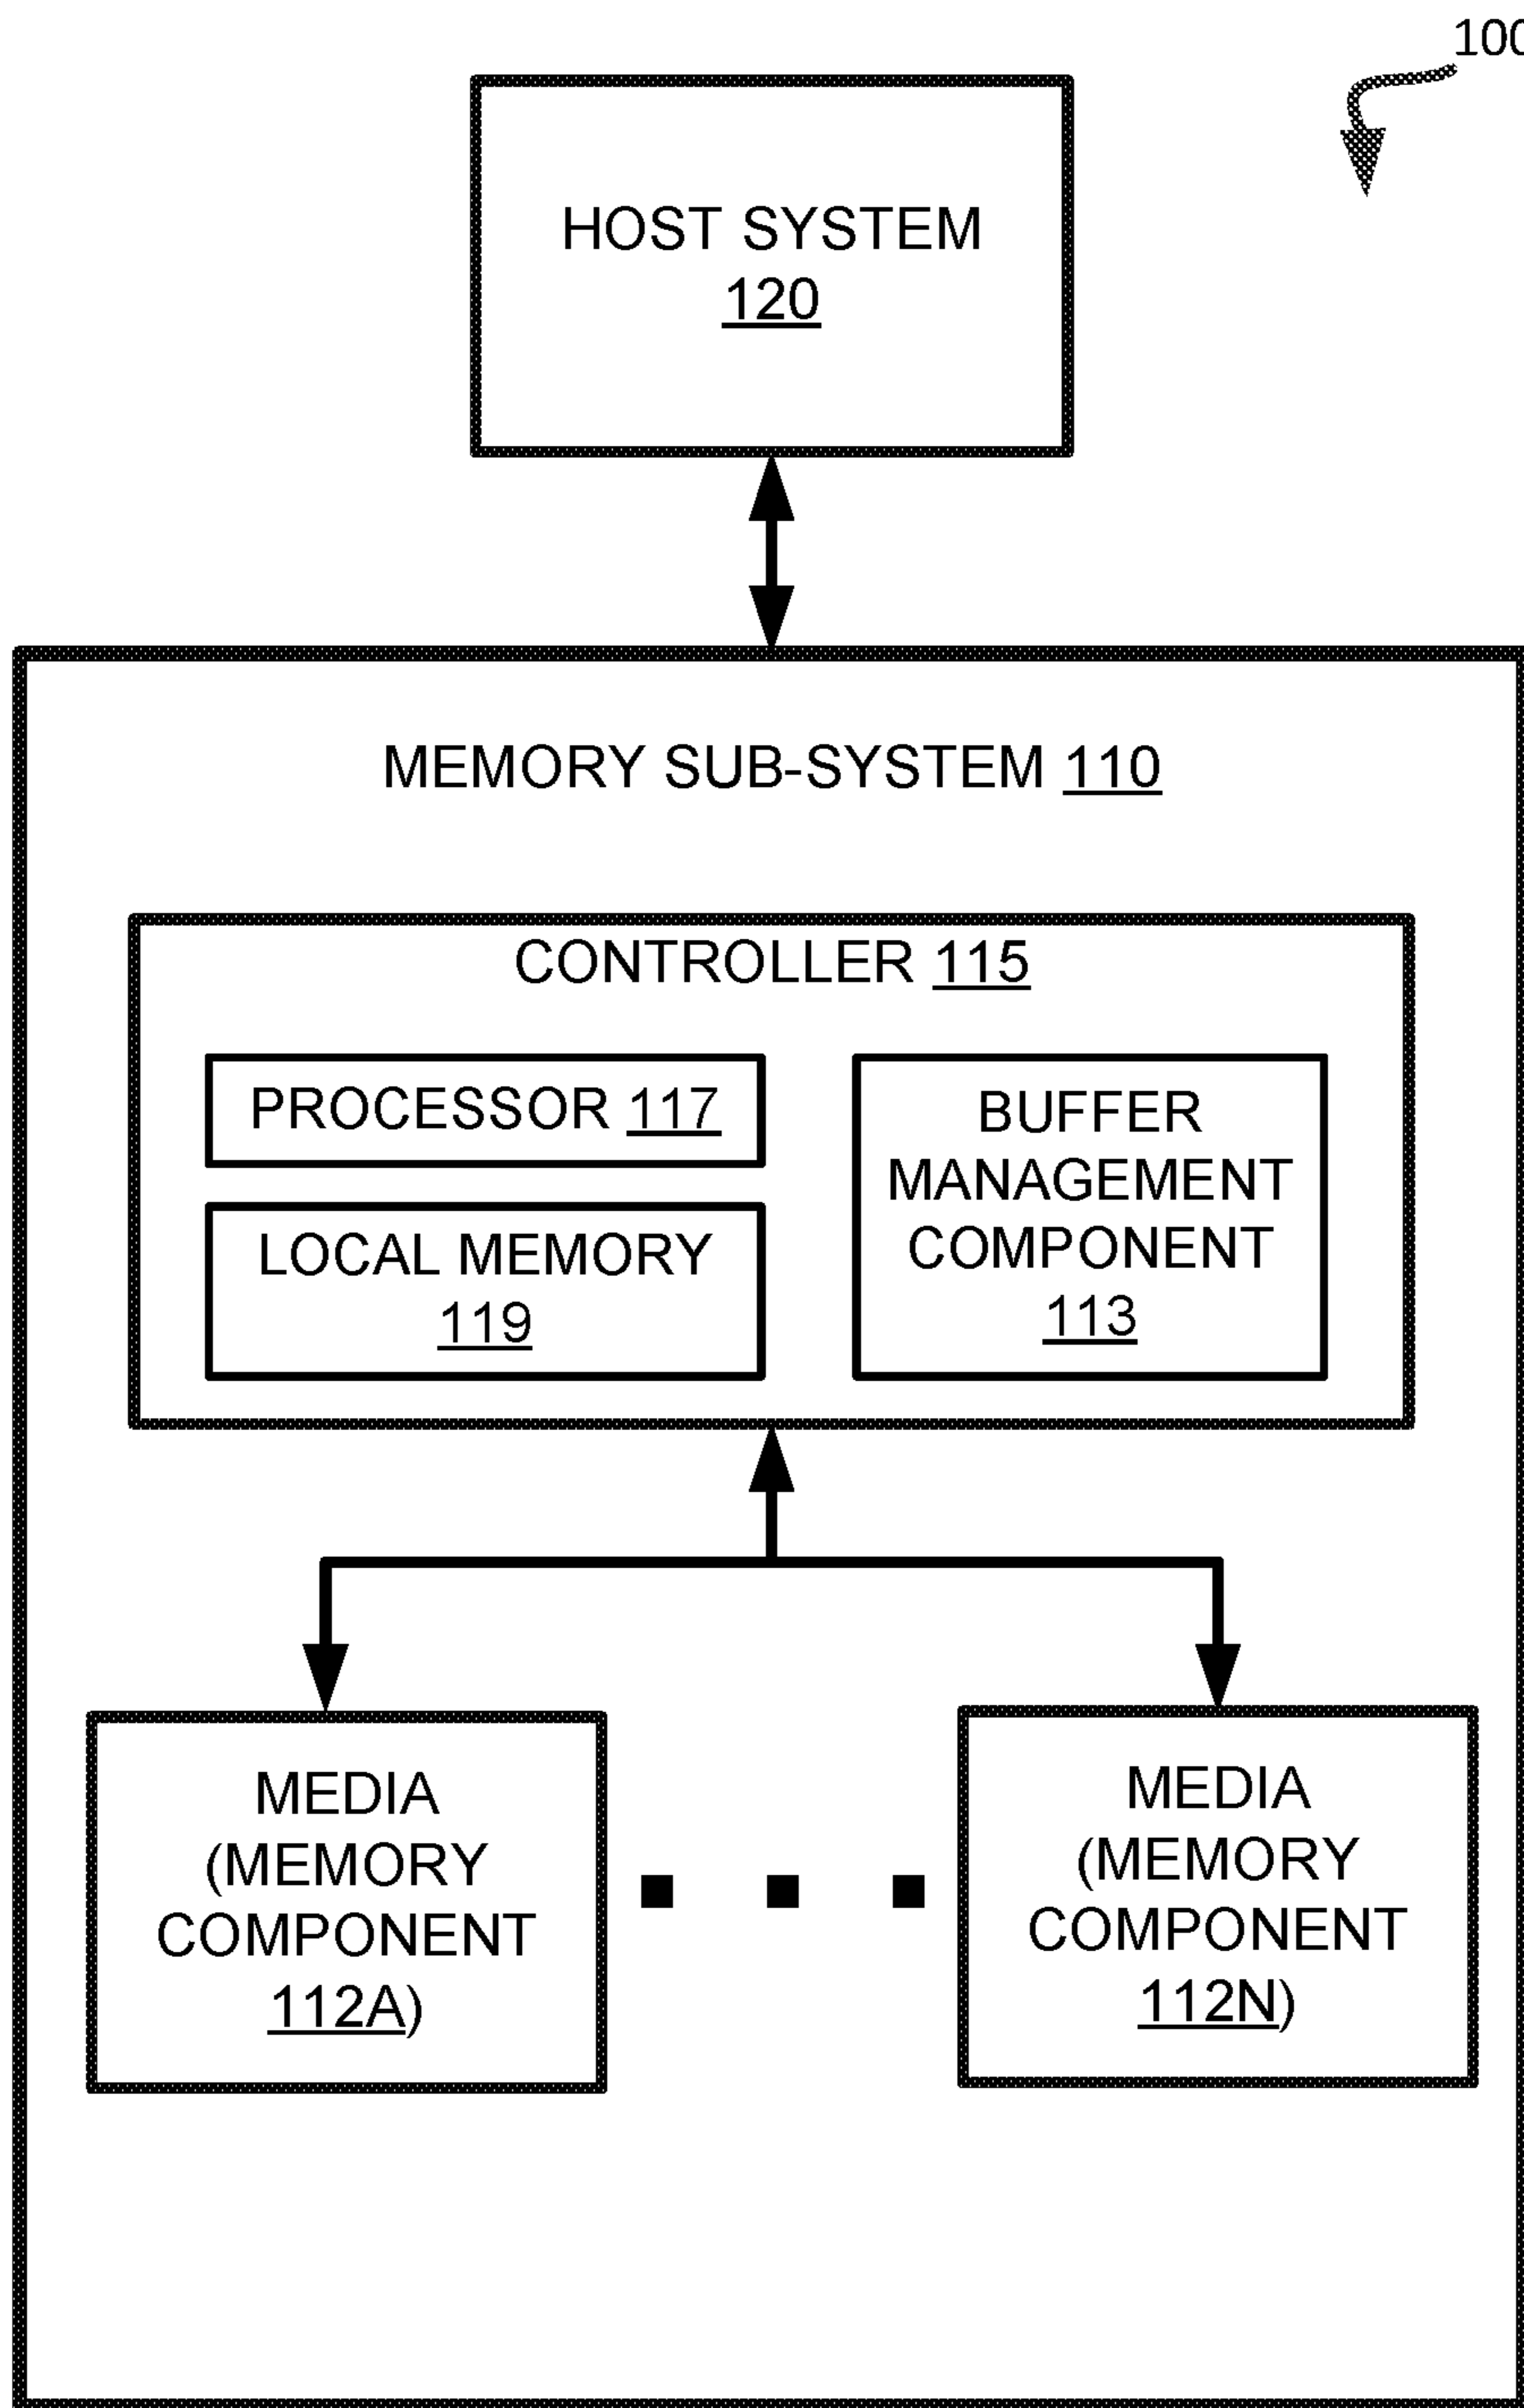 100
HOST SYSTEM
120
MEMORY SUB-SYSTEM 110
CONTROLLER 115
PROCESSOR 117
LOCAL MEMORY
119
BUFFER
MANAGEMENT
COMPONENT
113
MEDIA
(MEMORY
COMPONENT
112A)
MEDIA
(MEMORY
COMPONENT
112N)